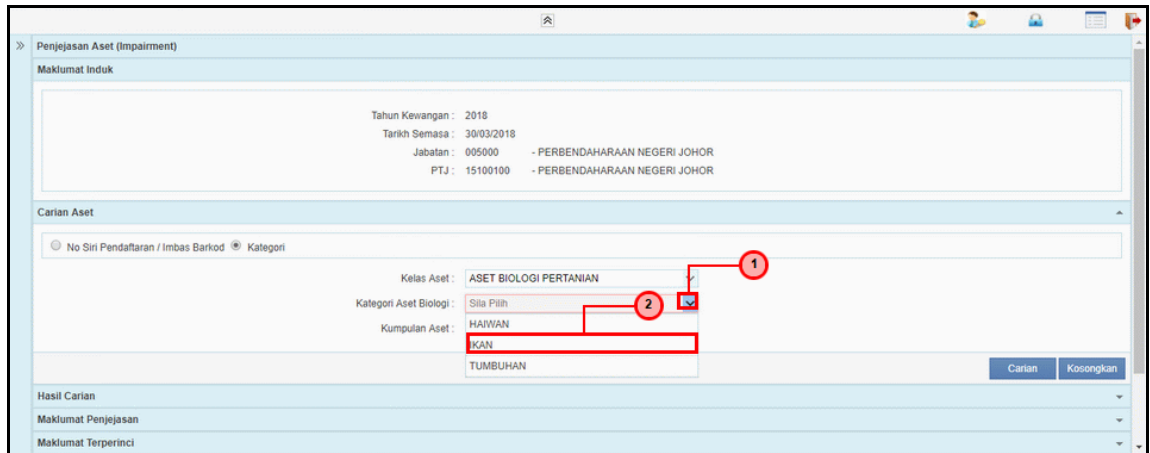 Penjejasan Aset (Impairment)
Maklumat Induk
Tahun Kewangan : 2018
Tarikh Semasa : 30/03/2018
Jabatan : 005000 - PERBENDAHARAAN NEGERI JOHOR
PTJ : 15100100 - PERBENDAHARAAN NEGERI JOHOR
Carian Aset
No Siri Pendaftaran / Imbas Barkod Kategori
Kelas Aset : ASET BIOLOGI PERTANIAN
1
Kategori Aset Biologi : Sila Pilih
2
Kumpulan Aset : HAIWAN
IKAN
TUMBUHAN
Carian Kosongkan
Hasil Carian
Maklumat Penjejasan
Maklumat Terperinci